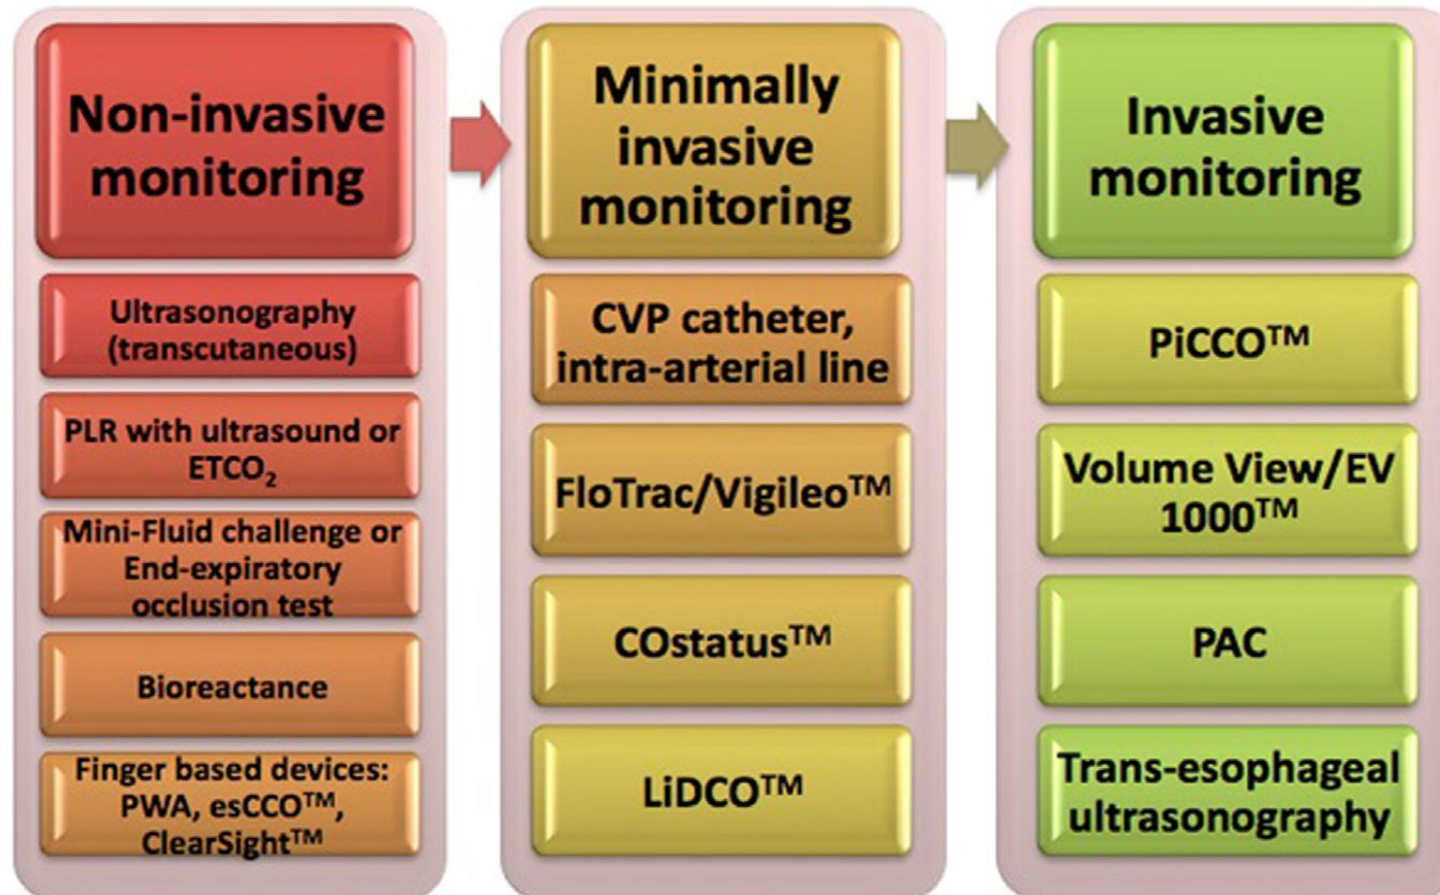 Non-invasive
monitoring
Ultrasonography
(transcutaneous)
PLR with ultrasound or
ETCO₂
Mini-Fluid challenge or
End-expiratory
occlusion test
Bioreactance
Finger based devices:
PWA, esCCO™,
ClearSight™
Minimally
invasive
monitoring
CVP catheter,
intra-arterial line
FloTrac/Vigileo™
COstatus™
LiDCO™
Invasive
monitoring
PiCCO™
Volume View/EV
1000™
PAC
Trans-esophageal
ultrasonography